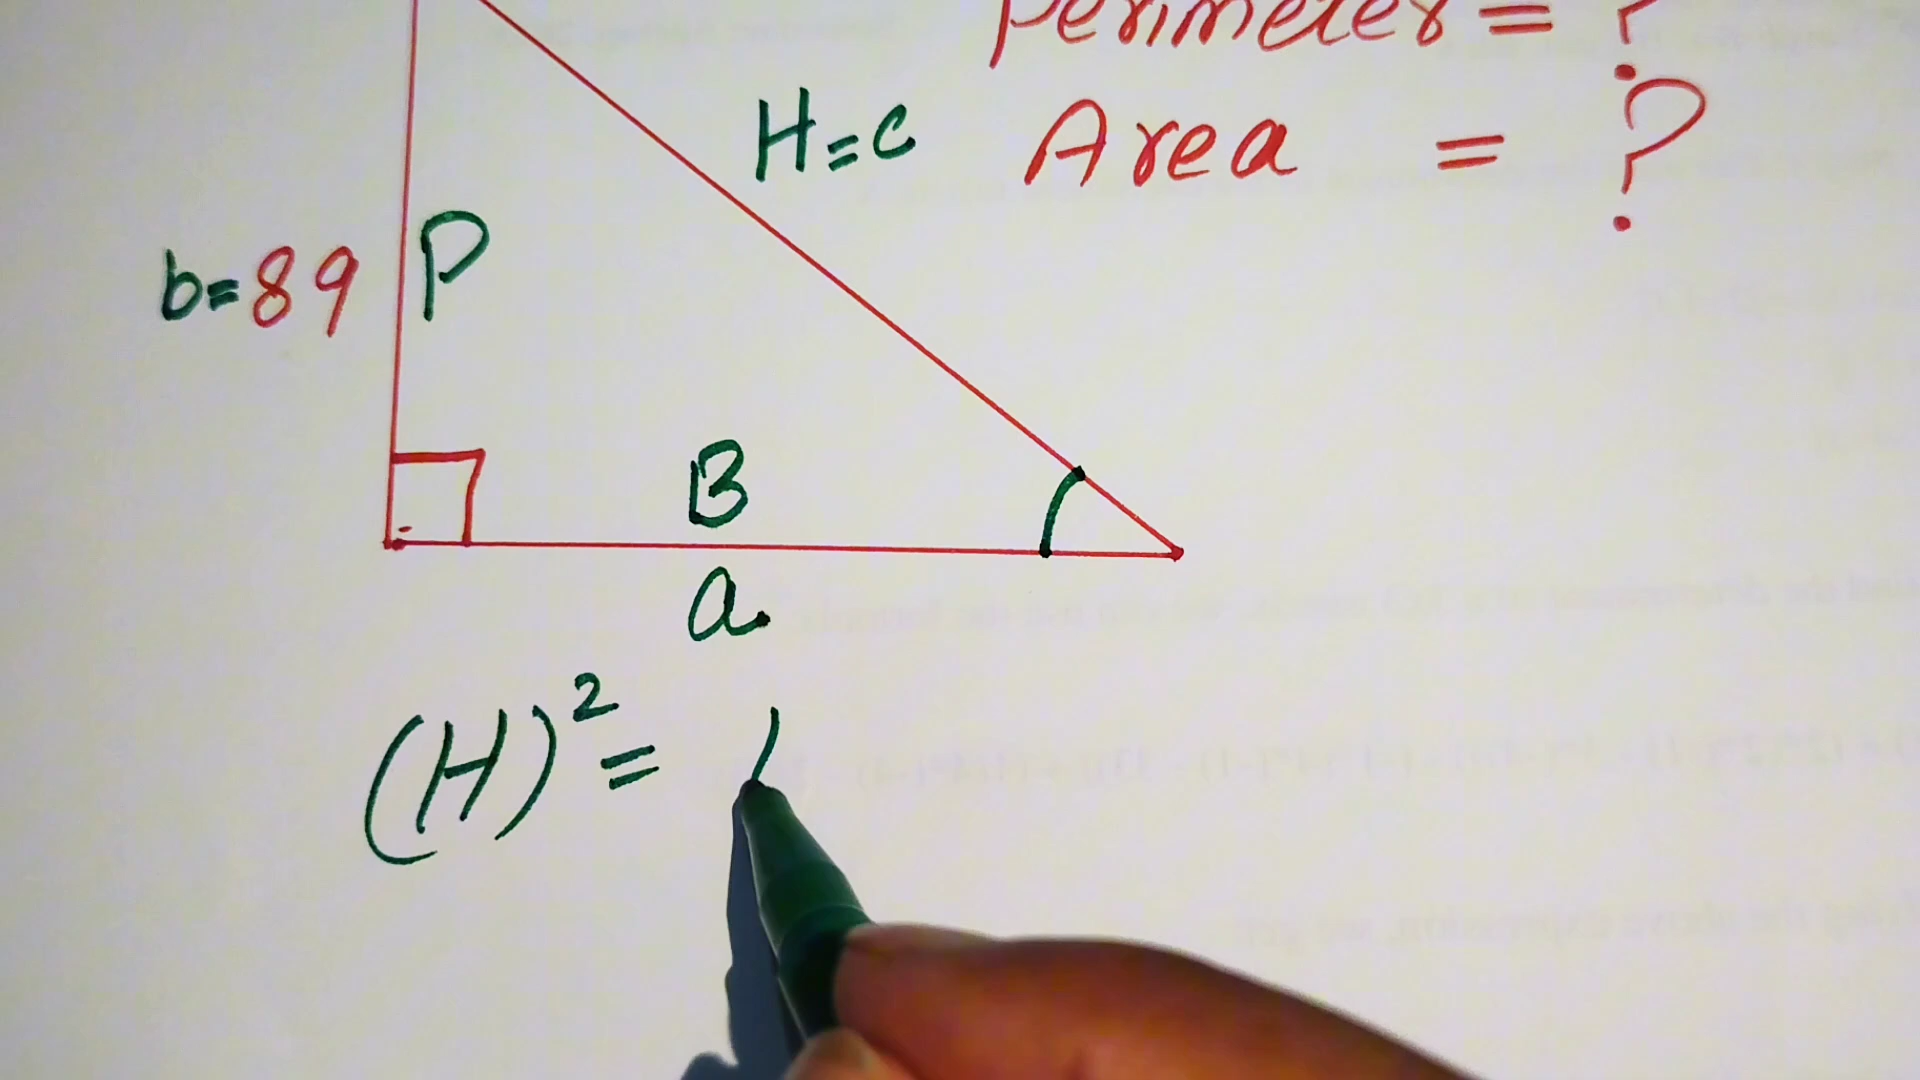 Perimeter = ?
H=c
Area = ?
b=89
P
B
a
(H)²= (